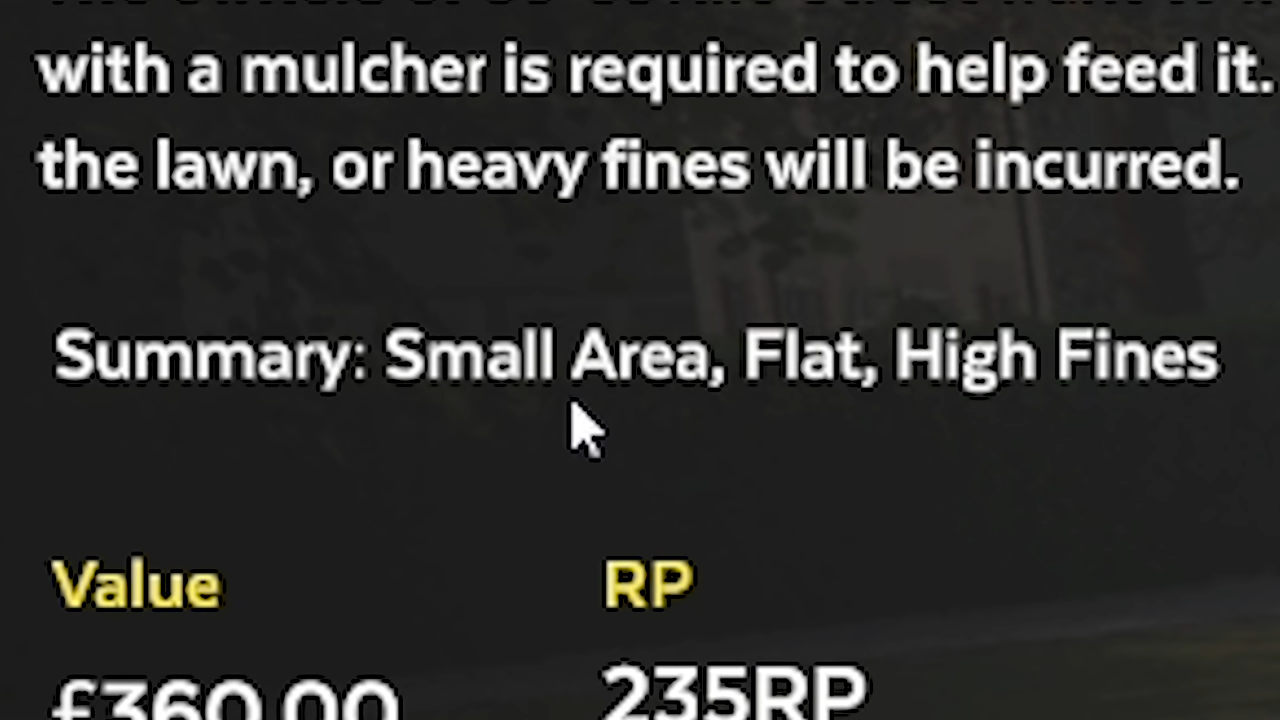 with a mulcher is required to help feed it.
the lawn, or heavy fines will be incurred.
Summary: Small Area, Flat, High Fines
Value RP
£360.00 235RP